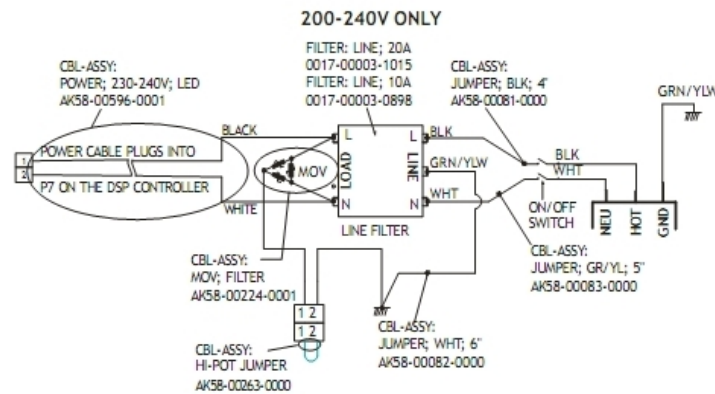 200-240V ONLY
FILTER: LINE; 20A
0017-00003-1015
FILTER: LINE; 10A
0017-00003-0898
CBL-ASSY:
POWER; 230-240V; LED
AK58-00596-0001
CBL-ASSY:
JUMPER; BLK; 4"
AK58-00081-0000
GRN/YLW
BLACK
L
L
BLK
1
POWER CABLE PLUGS INTO
2
P7 ON THE DSP CONTROLLER
MOV
LOAD
LINE
GRN/YLW
BLK
WHT
WHITE
N
N
WHT
LINE FILTER
ON/OFF
SWITCH
NEU
HOT
GND
CBL-ASSY:
MOV; FILTER
AK58-00224-0001
CBL-ASSY:
JUMPER; GR/YL; 5"
AK58-00083-0000
1 2
1 2
CBL-ASSY:
JUMPER; WHT; 6"
AK58-00082-0000
CBL-ASSY:
HI-POT JUMPER
AK58-00263-0000